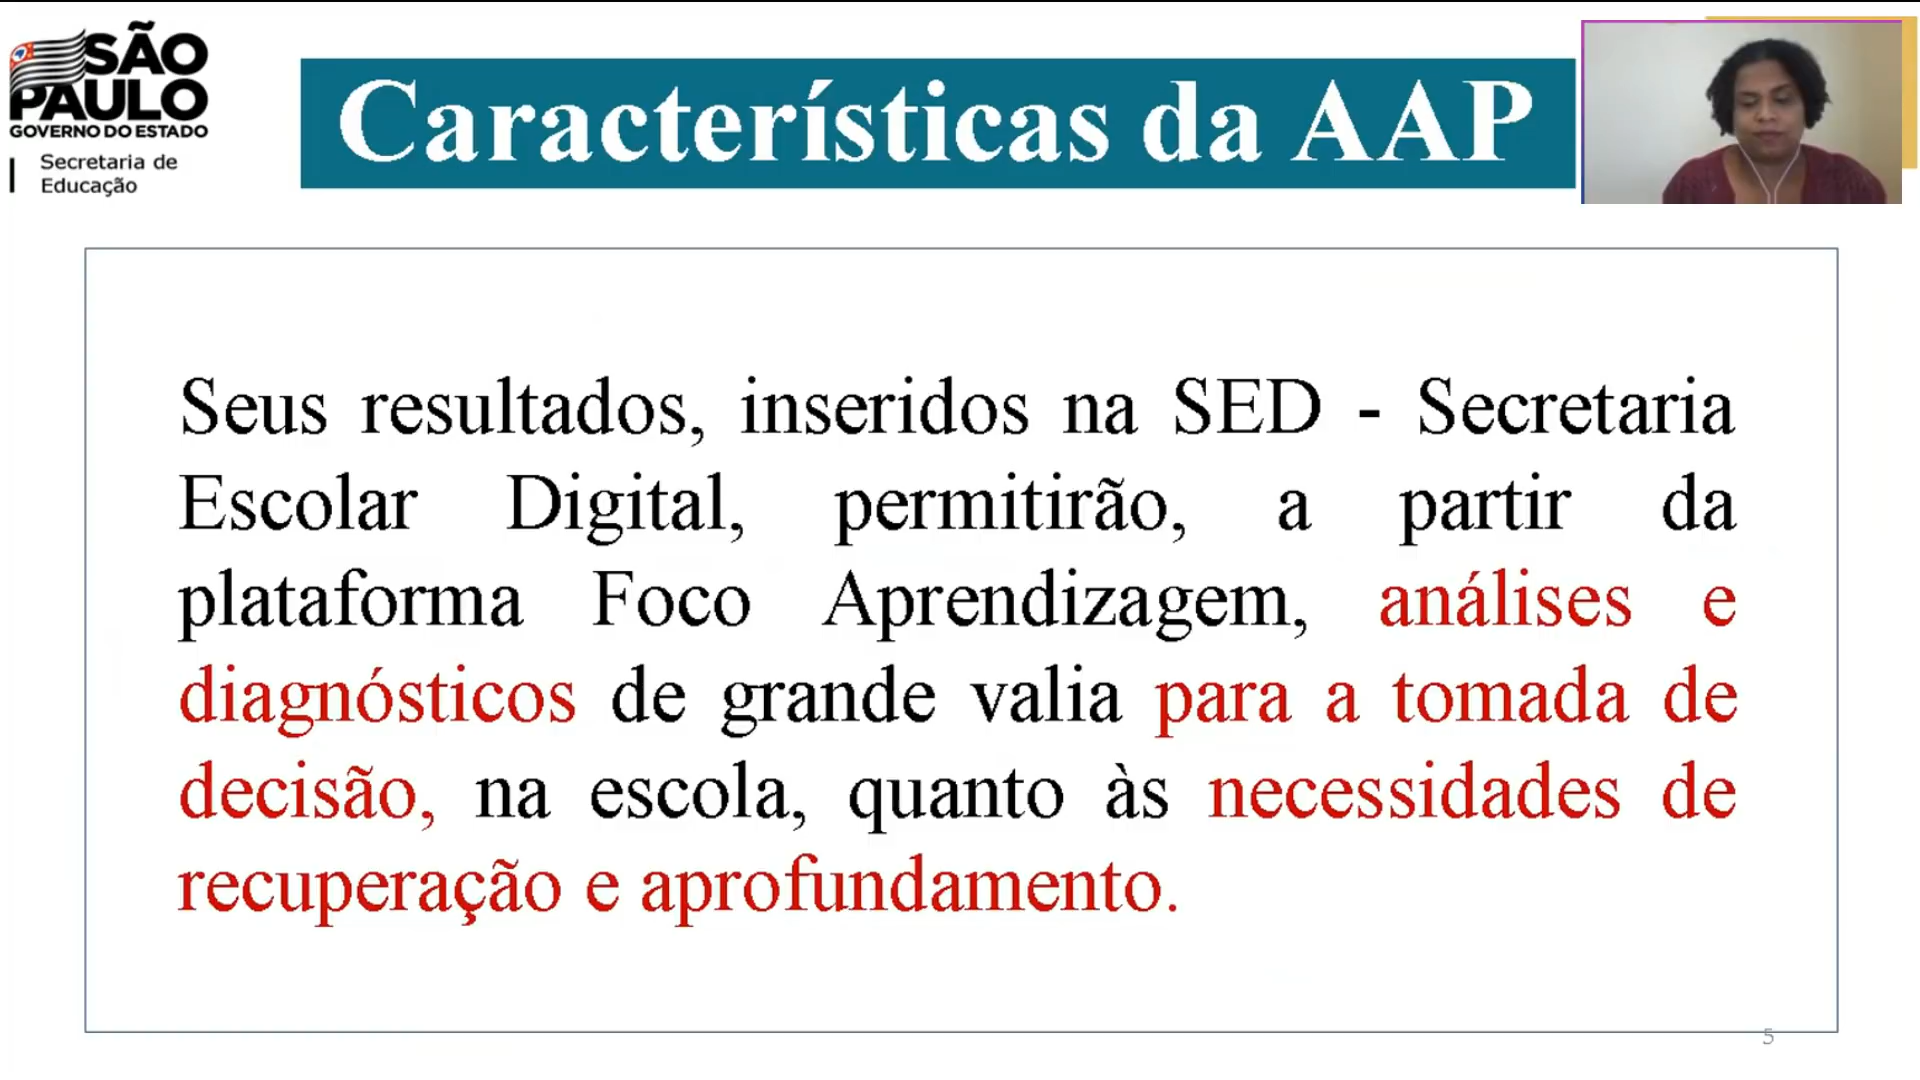 SÃO
PAULO
GOVERNO DO ESTADO
Secretaria de
Educação
Características da AAP
Seus resultados, inseridos na SED - Secretaria
Escolar Digital, permitirão, a partir da
plataforma Foco Aprendizagem, análises e
diagnósticos de grande valia para a tomada de
decisão, na escola, quanto às necessidades de
recuperação e aprofundamento.
5